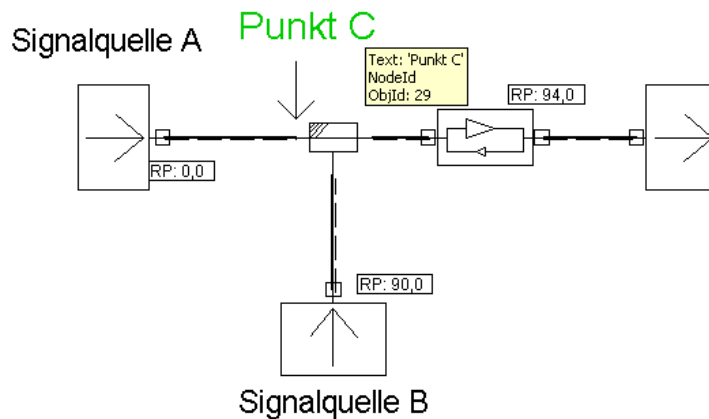 Punkt C
Signalquelle A
Text: 'Punkt C'
NodeId
ObjId: 29
RP: 94,0
RP: 0,0
RP: 90,0
Signalquelle B